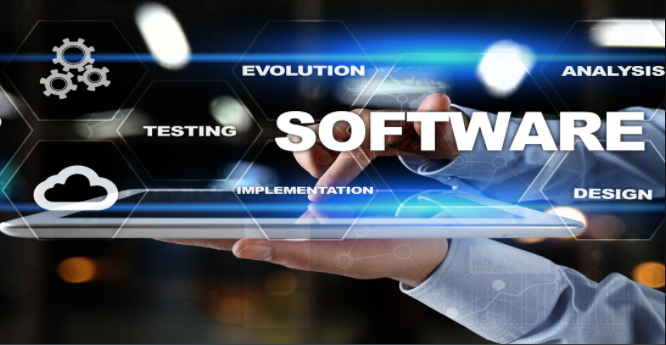 EVOLUTION
ANALYSIS
TESTING
SOFTWARE
IMPLEMENTATION
DESIGN